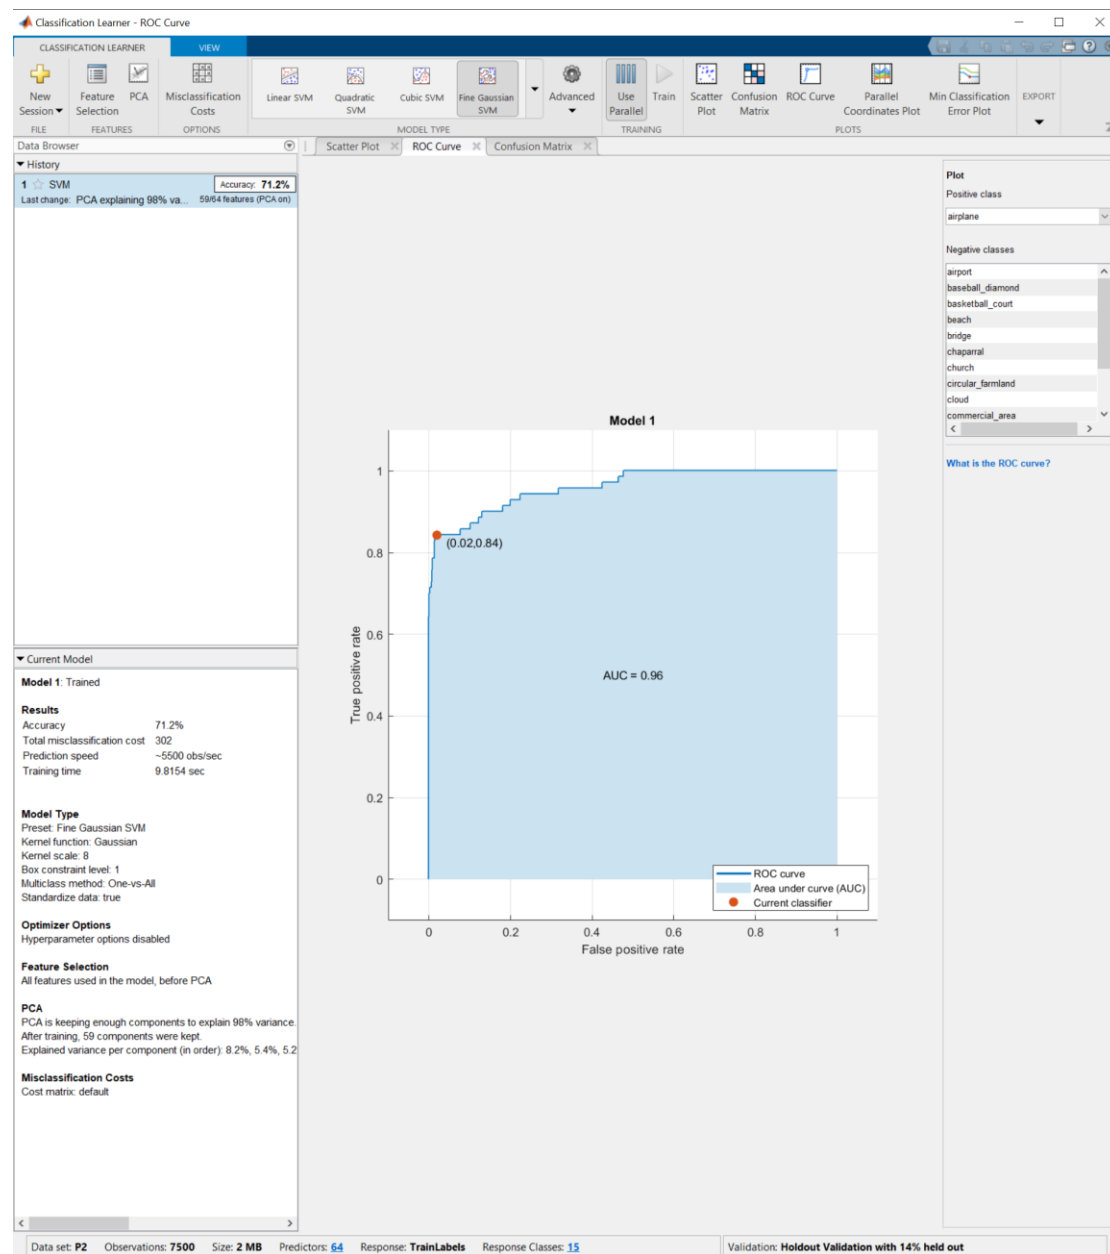 Classification Learner - ROC Curve
CLASSIFICATION LEARNER VIEW
New Session
Feature Selection
PCA
Misclassification Costs
Linear SVM
Quadratic SVM
Cubic SVM
Fine Gaussian SVM
Advanced
Use Parallel
Train
Scatter Plot
Confusion Matrix
ROC Curve
Parallel Coordinates Plot
Min Classification Error Plot
EXPORT
FILE FEATURES OPTIONS MODEL TYPE TRAINING PLOTS
Data Browser
Scatter Plot ROC Curve Confusion Matrix
History
1 SVM Accuracy: 71.2%
Last change: PCA explaining 98% va... 59/64 features (PCA on)
Plot
Positive class
airplane
Negative classes
airport
baseball_diamond
basketball_court
beach
bridge
chaparral
church
circular_farmland
cloud
commercial_area
What is the ROC curve?
Model 1
1
0.8
0.6
0.4
0.2
0
True positive rate
(0.02,0.84)
AUC = 0.96
ROC curve
Area under curve (AUC)
Current classifier
0 0.2 0.4 0.6 0.8 1
False positive rate
Current Model
Model 1: Trained
Results
Accuracy 71.2%
Total misclassification cost 302
Prediction speed ~5500 obs/sec
Training time 9.8154 sec
Model Type
Preset: Fine Gaussian SVM
Kernel function: Gaussian
Kernel scale: 8
Box constraint level: 1
Multiclass method: One-vs-All
Standardize data: true
Optimizer Options
Hyperparameter options disabled
Feature Selection
All features used in the model, before PCA
PCA
PCA is keeping enough components to explain 98% variance.
After training, 59 components were kept.
Explained variance per component (in order): 8.2%, 5.4%, 5.2
Misclassification Costs
Cost matrix: default
Data set: P2 Observations: 7500 Size: 2 MB Predictors: 64 Response: TrainLabels Response Classes: 15 Validation: Holdout Validation with 14% held out